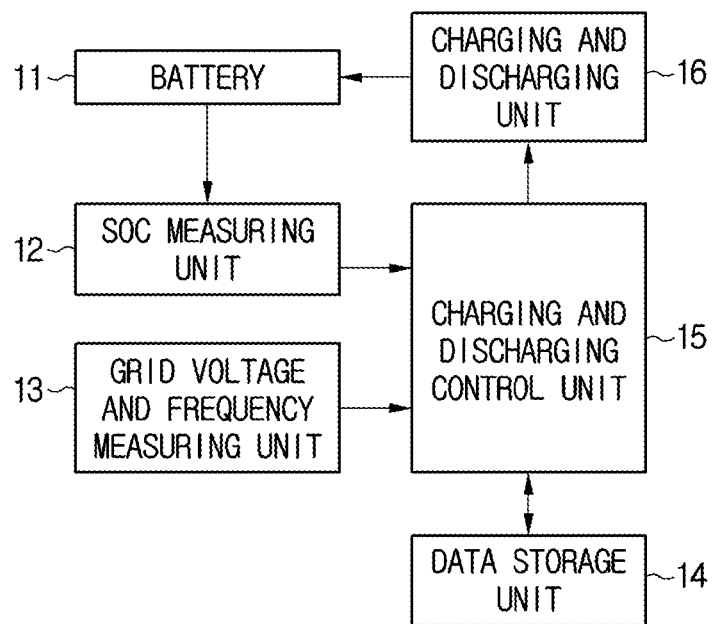 11
BATTERY
CHARGING AND
DISCHARGING
UNIT
16
12
SOC MEASURING
UNIT
13
GRID VOLTAGE
AND FREQUENCY
MEASURING UNIT
CHARGING AND
DISCHARGING
CONTROL UNIT
15
DATA STORAGE
UNIT
14